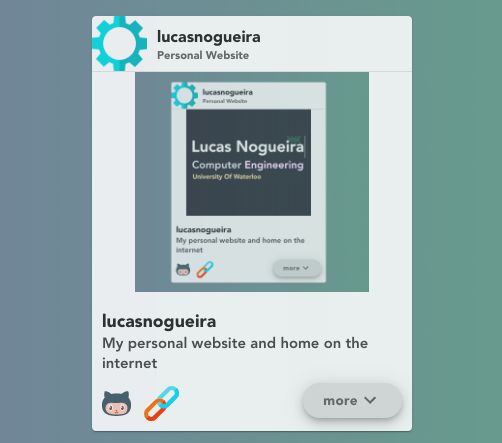 lucasnogueira
Personal Website
lucasnogueira
Personal Website
Lucas Nogueira
Computer Engineering
University Of Waterloo
lucasnogueira
My personal website and home on the
internet
more
lucasnogueira
My personal website and home on the
internet
more